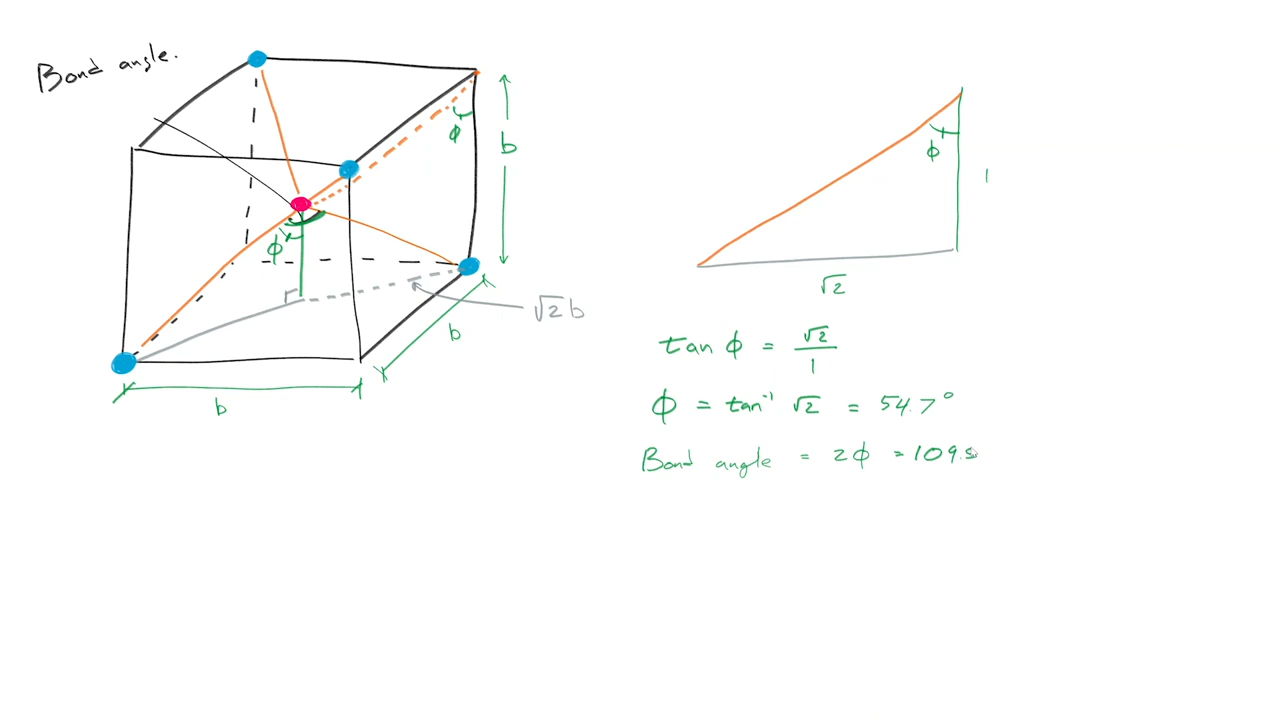 Bond angle.
ϕ
b
ϕ
√2 b
b
b
ϕ
1
√2
tan ϕ = √2/1
ϕ = tan⁻¹ √2 = 54.7°
Bond angle = 2ϕ = 109.5